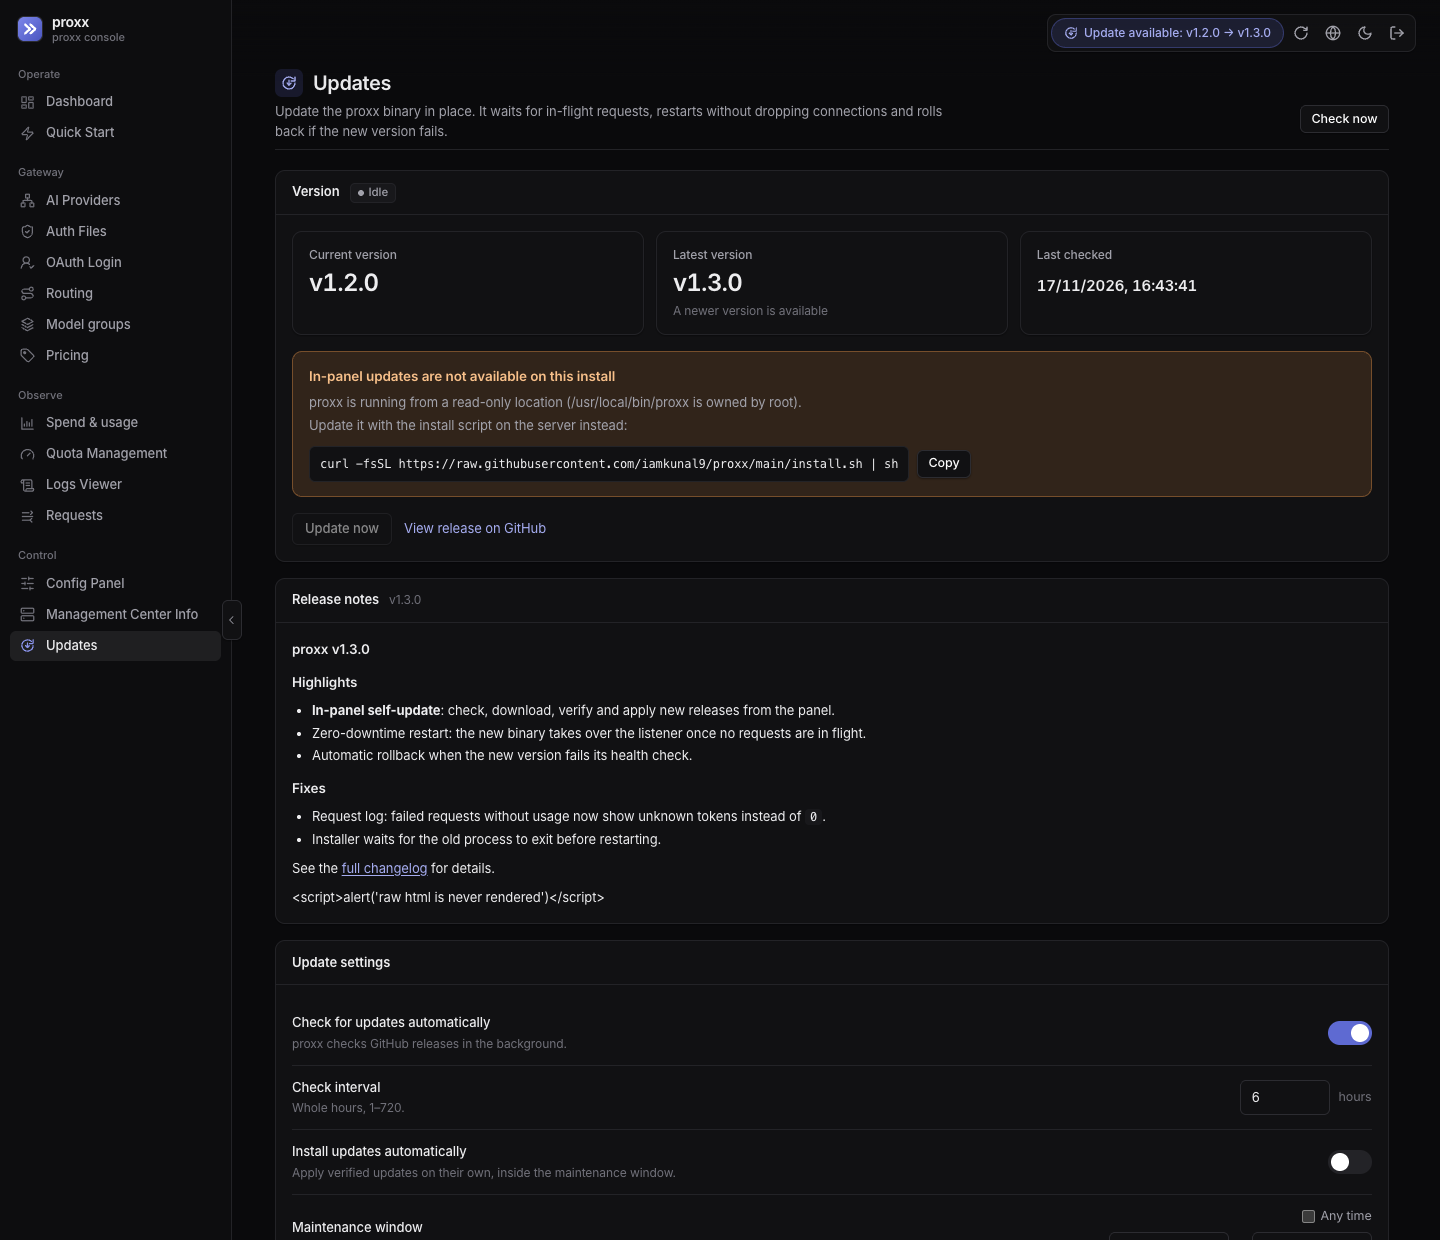 proxx
proxx console
Operate
Dashboard
Quick Start
Gateway
AI Providers
Auth Files
OAuth Login
Routing
Model groups
Pricing
Observe
Spend & usage
Quota Management
Logs Viewer
Requests
Control
Config Panel
Management Center Info
Updates
Update available: v1.2.0 → v1.3.0
Updates
Update the proxx binary in place. It waits for in-flight requests, restarts without dropping connections and rolls
back if the new version fails.
Check now
Version
Idle
Current version
v1.2.0
Latest version
v1.3.0
A newer version is available
Last checked
17/11/2026, 16:43:41
In-panel updates are not available on this install
proxx is running from a read-only location (/usr/local/bin/proxx is owned by root).
Update it with the install script on the server instead:
curl -fsSL https://raw.githubusercontent.com/iamkunal9/proxx/main/install.sh | sh
Copy
Update now
View release on GitHub
Release notes v1.3.0
proxx v1.3.0
Highlights
• In-panel self-update: check, download, verify and apply new releases from the panel.
• Zero-downtime restart: the new binary takes over the listener once no requests are in flight.
• Automatic rollback when the new version fails its health check.
Fixes
• Request log: failed requests without usage now show unknown tokens instead of 0.
• Installer waits for the old process to exit before restarting.
See the full changelog for details.
<script>alert('raw html is never rendered')</script>
Update settings
Check for updates automatically
proxx checks GitHub releases in the background.
Check interval
Whole hours, 1–720.
6
hours
Install updates automatically
Apply verified updates on their own, inside the maintenance window.
Any time
Maintenance window